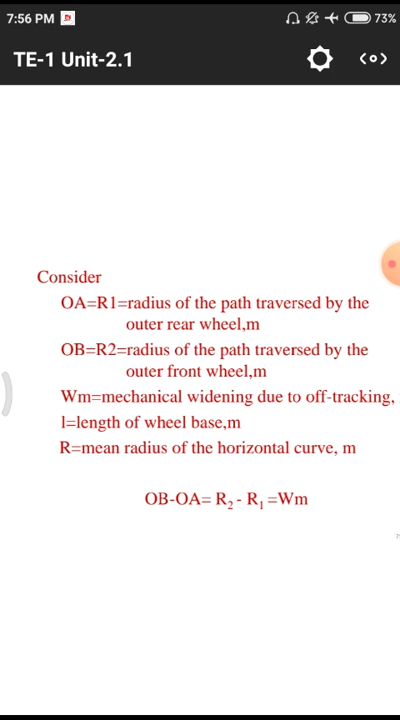 7:56 PM 73%
TE-1 Unit-2.1
Consider
OA=R1=radius of the path traversed by the
outer rear wheel,m
OB=R2=radius of the path traversed by the
outer front wheel,m
Wm=mechanical widening due to off-tracking,
l=length of wheel base,m
R=mean radius of the horizontal curve, m
OB-OA= R₂ - R₁ =Wm